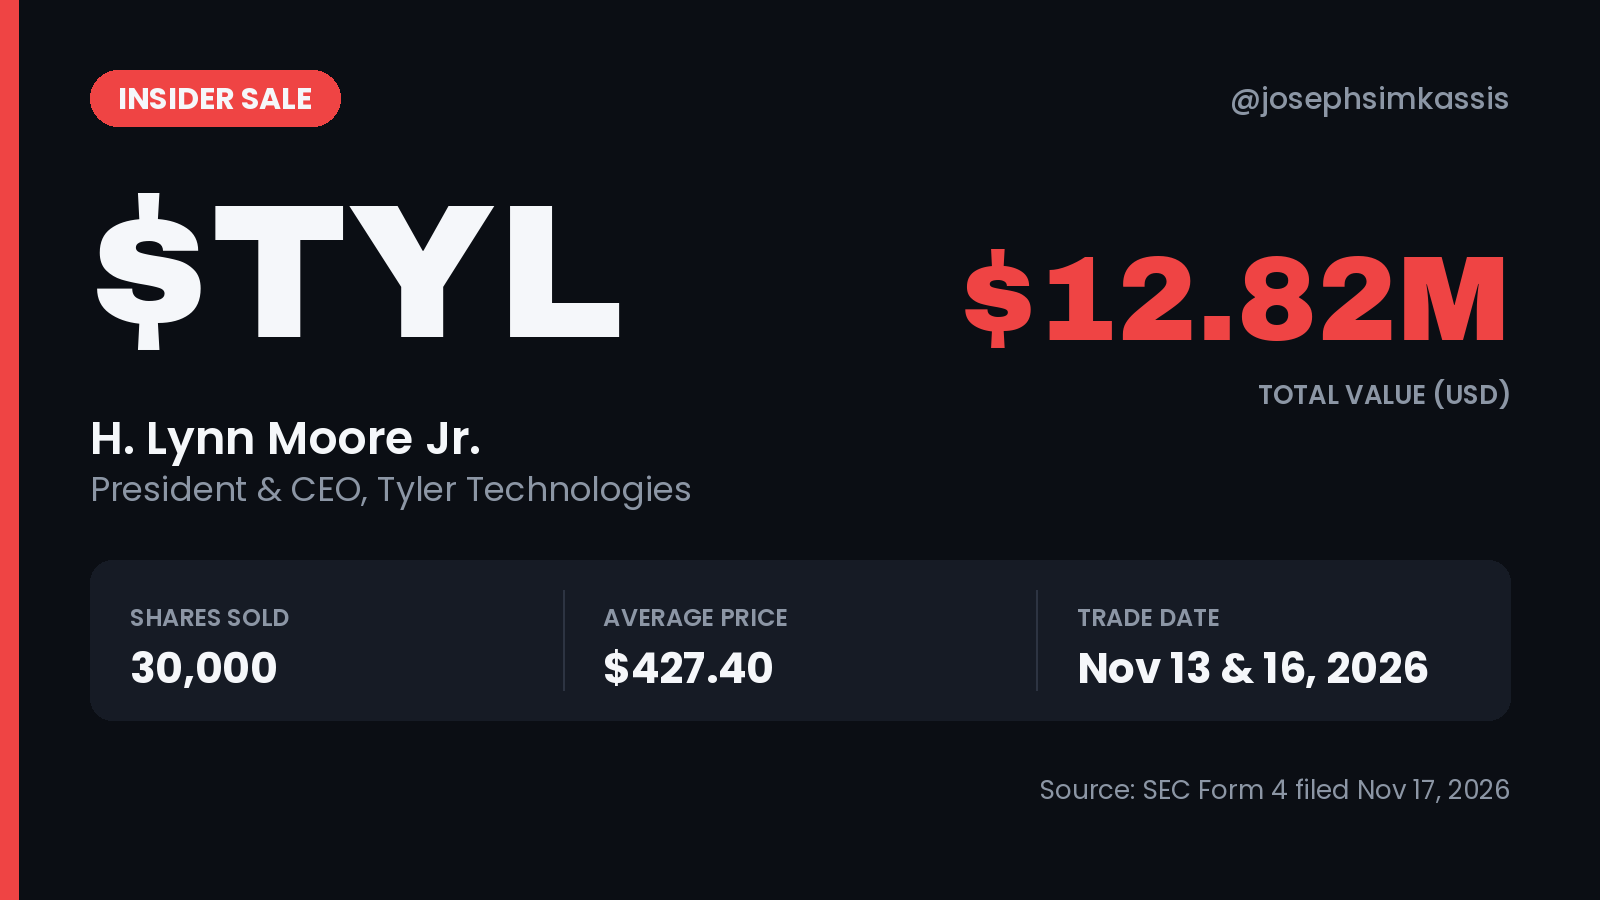 INSIDER SALE
@josephsimkassis
$TYL
$12.82M
TOTAL VALUE (USD)
H. Lynn Moore Jr.
President & CEO, Tyler Technologies
SHARES SOLD
30,000
AVERAGE PRICE
$427.40
TRADE DATE
Nov 13 & 16, 2026
Source: SEC Form 4 filed Nov 17, 2026